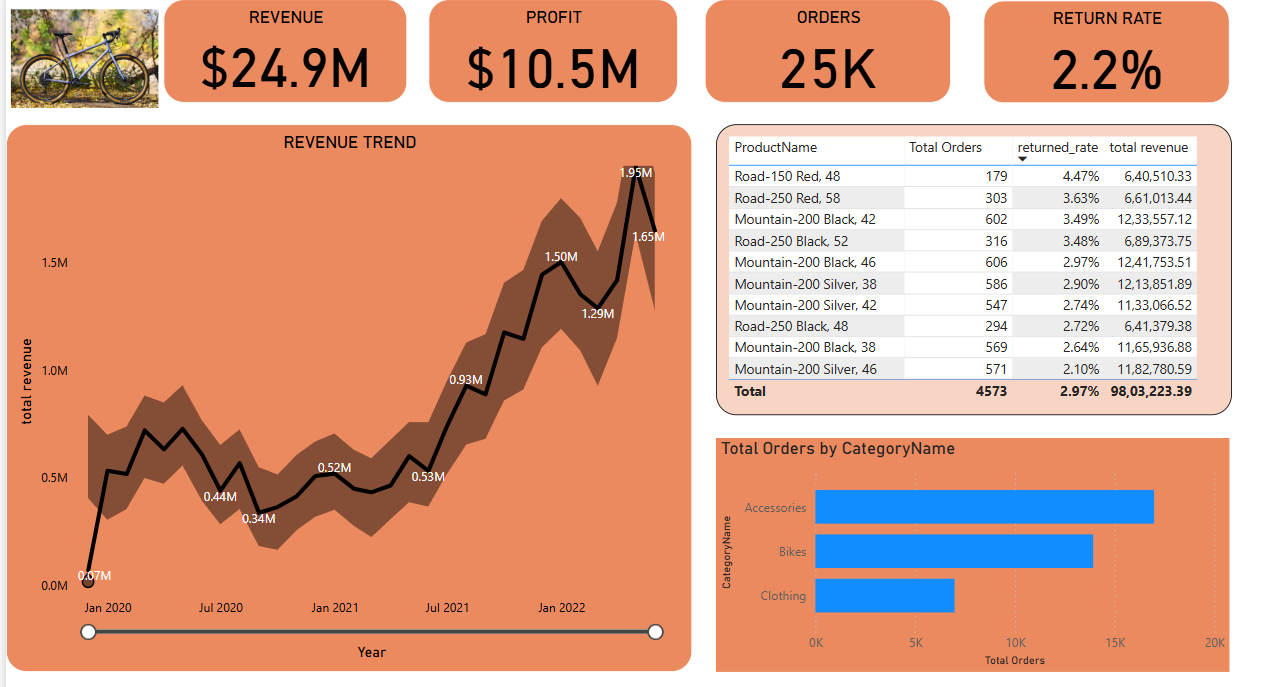 REVENUE
$24.9M
PROFIT
$10.5M
ORDERS
25K
RETURN RATE
2.2%
REVENUE TREND
total revenue
1.5M
1.0M
0.5M
0.0M
0.07M
0.44M
0.34M
0.52M
0.53M
0.93M
1.50M
1.29M
1.95M
1.65M
Jan 2020 Jul 2020 Jan 2021 Jul 2021 Jan 2022
Year
ProductName Total Orders returned_rate total revenue
Road-150 Red, 48 179 4.47% 6,40,510.33
Road-250 Red, 58 303 3.63% 6,61,013.44
Mountain-200 Black, 42 602 3.49% 12,33,557.12
Road-250 Black, 52 316 3.48% 6,89,373.75
Mountain-200 Black, 46 606 2.97% 12,41,753.51
Mountain-200 Silver, 38 586 2.90% 12,13,851.89
Mountain-200 Silver, 42 547 2.74% 11,33,066.52
Road-250 Black, 48 294 2.72% 6,41,379.38
Mountain-200 Black, 38 569 2.64% 11,65,936.88
Mountain-200 Silver, 46 571 2.10% 11,82,780.59
Total 4573 2.97% 98,03,223.39
Total Orders by CategoryName
CategoryName
Accessories
Bikes
Clothing
0K 5K 10K 15K 20K
Total Orders